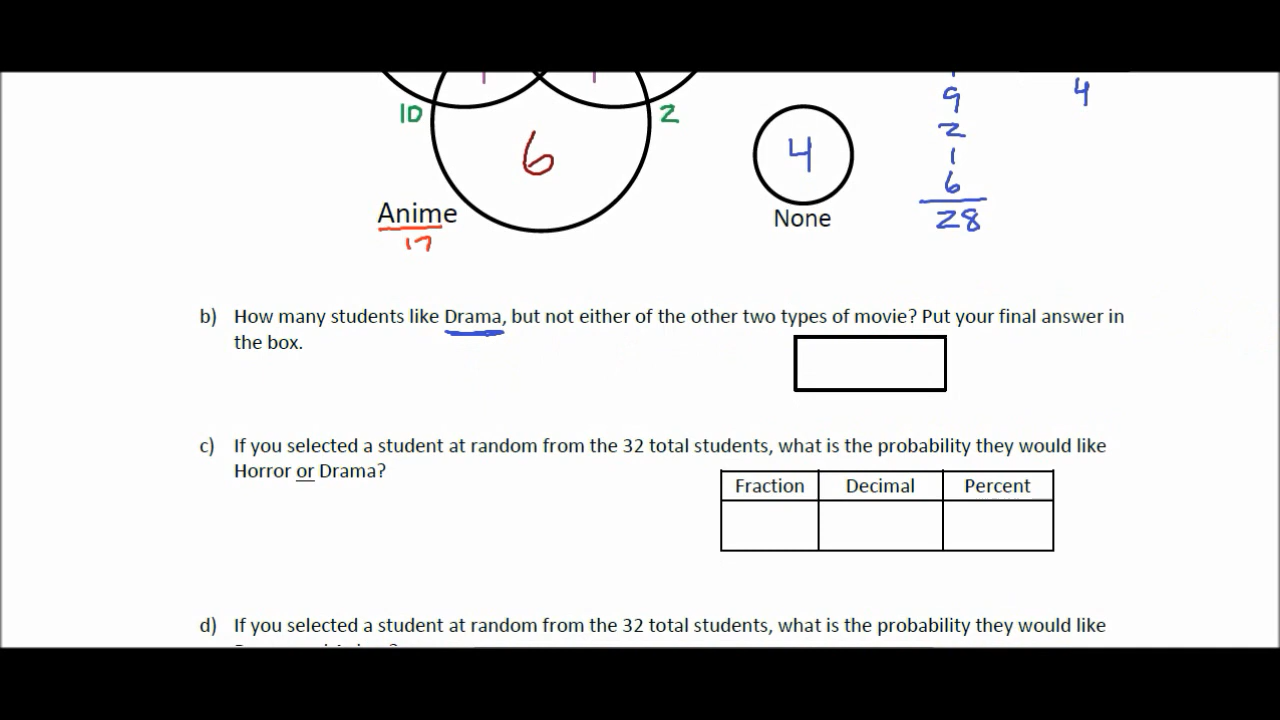 9
4
10
2
2
6
4
1
6
Anime
None
28
17
b) How many students like Drama, but not either of the other two types of movie? Put your final answer in
the box.
c) If you selected a student at random from the 32 total students, what is the probability they would like
Horror or Drama?
Fraction Decimal Percent
d) If you selected a student at random from the 32 total students, what is the probability they would like